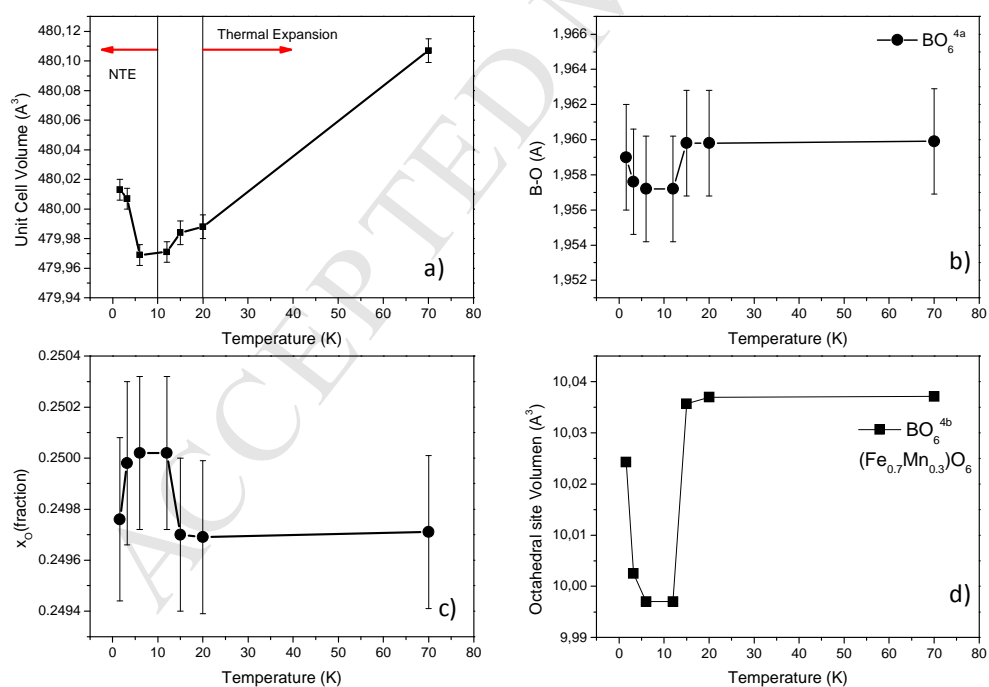 480,13
480,12
480,10
480,08
480,06
480,04
480,02
480,00
479,98
479,96
479,94
Unit Cell Volume (A³)
NTE
Thermal Expansion
a)
0 10 20 30 40 50 60 70 80
Temperature (K)
1,966
1,964
1,962
1,960
1,958
1,956
1,954
1,952
B-O (A)
BO₆⁴ᵃ
b)
0 10 20 30 40 50 60 70 80
Temperature (K)
0.2504
0.2502
0.2500
0.2498
0.2496
0.2494
x₀(fraction)
c)
0 10 20 30 40 50 60 70 80
Temperature (K)
10,04
10,03
10,02
10,01
10,00
9,99
Octahedral site Volumen (A³)
BO₆⁴ᵇ
(Fe₀.₇Mn₀.₃)O₆
d)
0 10 20 30 40 50 60 70 80
Temperature (K)
ACCEPTED M